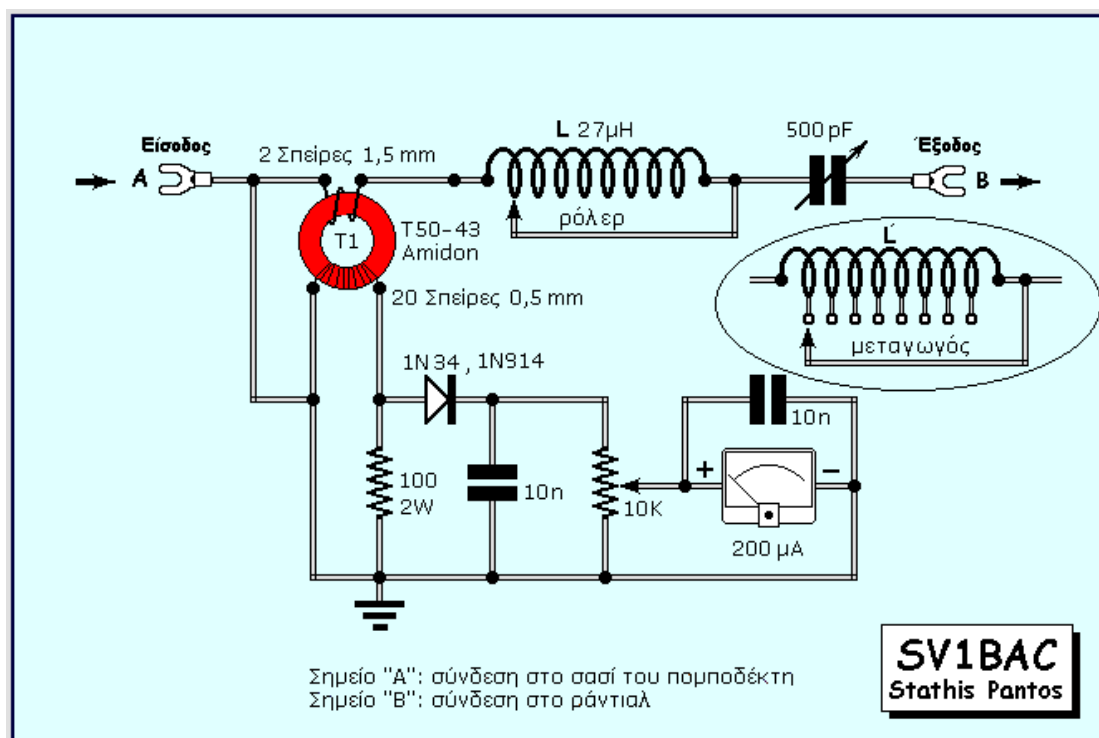 L 27μH
500 pF
Είσοδος
Έξοδος
2 Σπείρες 1,5 mm
A
B
ρόλερ
T1
T50-43
Amidon
L
20 Σπείρες 0,5 mm
μεταγωγός
1N34 , 1N914
10n
+
−
100
2W
10n
10K
200 μA
Σημείο "A": σύνδεση στο σασί του πομποδέκτη
Σημείο "B": σύνδεση στο ράντιαλ
SV1BAC
Stathis Pantos